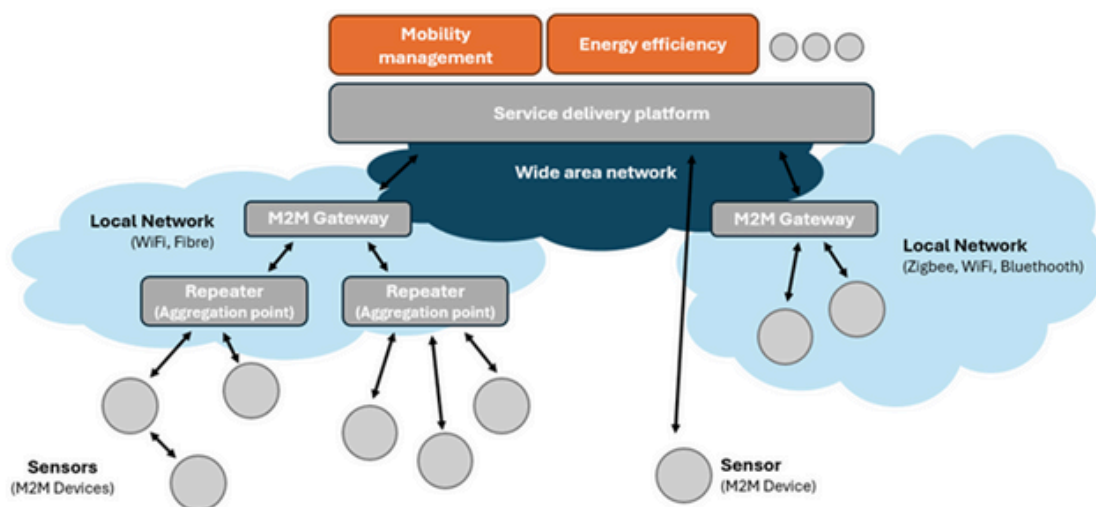 Mobility
management
Energy efficiency
Service delivery platform
Wide area network
Local Network
(WiFi, Fibre)
M2M Gateway
M2M Gateway
Local Network
(Zigbee, WiFi, Bluethooth)
Repeater
(Aggregation point)
Repeater
(Aggregation point)
Sensors
(M2M Devices)
Sensor
(M2M Device)